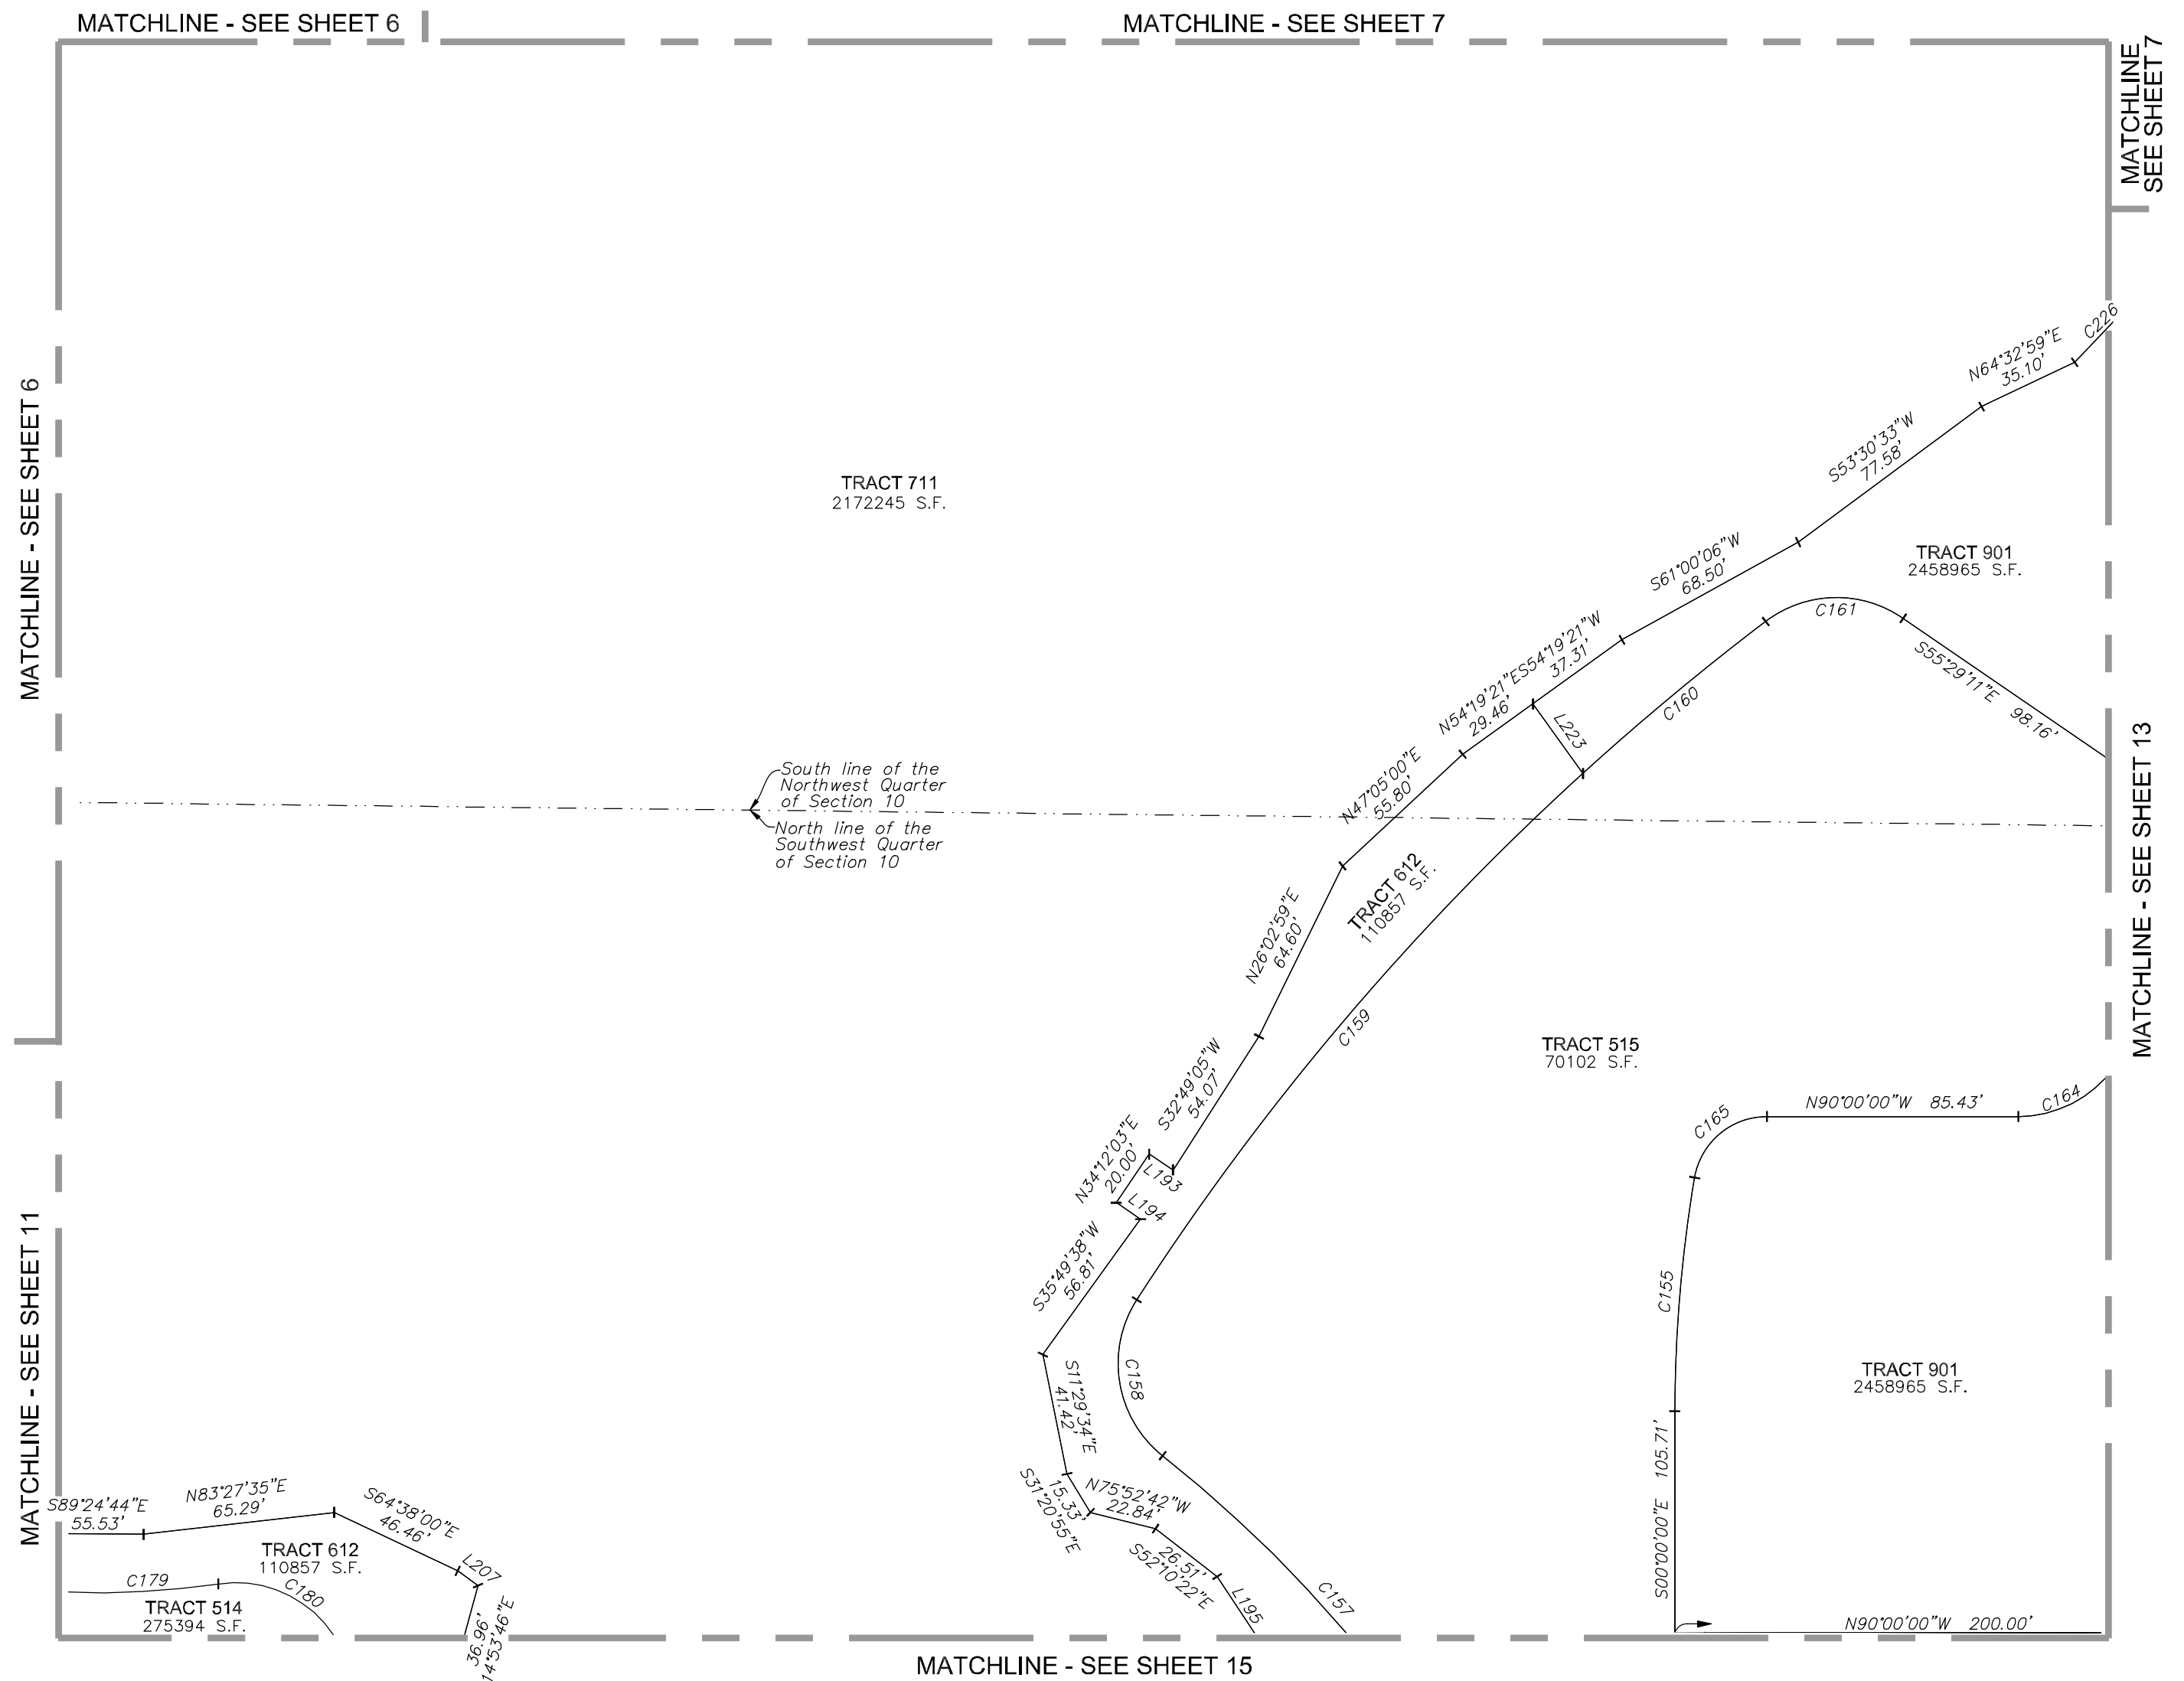 MATCHLINE - SEE SHEET 6
MATCHLINE - SEE SHEET 7
MATCHLINE
SEE SHEET 7
MATCHLINE - SEE SHEET 6
C226
N64°32'59"E
35.10'
S53°30'33"W
77.58'
TRACT 711
2172245 S.F.
S61°00'06"W
68.50'
TRACT 901
2458965 S.F.
C161
S55°29'11"E 98.16'
S54°19'21"W
37.31'
N54°19'21"E
29.46'
L223
C160
MATCHLINE - SEE SHEET 13
South line of the
Northwest Quarter
of Section 10
North line of the
Southwest Quarter
of Section 10
N47°05'00"E
55.80'
TRACT 612
110857 S.F.
N26°02'59"E
64.60'
C159
TRACT 515
70102 S.F.
S32°49'05"W
54.07'
N34°12'03"E
20.00'
L193
L194
C165
N90°00'00"W 85.43'
C164
MATCHLINE - SEE SHEET 11
S35°49'38"W
56.81'
C155
C158
S11°29'34"E
41.42'
TRACT 901
2458965 S.F.
S00°00'00"E 105.71'
S31°20'55"E
15.33'
N75°52'42"W
22.84'
26.51'
S52°10'22"E
L195
C157
N90°00'00"W 200.00'
S89°24'44"E
55.53'
N83°27'35"E
65.29'
S64°38'00"E
46.46'
L207
TRACT 612
110857 S.F.
C179
C180
TRACT 514
275394 S.F.
36.96'
14°53'46"E
MATCHLINE - SEE SHEET 15